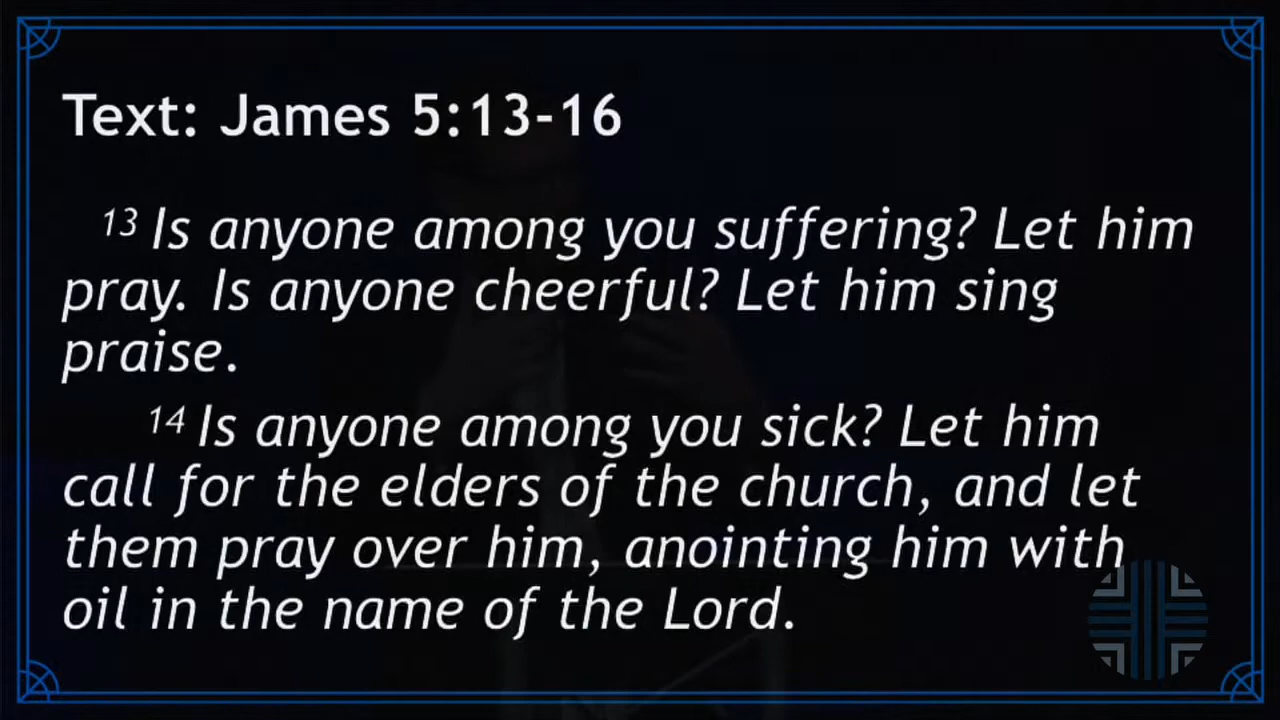 Text: James 5:13-16
13 Is anyone among you suffering? Let him
pray. Is anyone cheerful? Let him sing
praise.
14 Is anyone among you sick? Let him
call for the elders of the church, and let
them pray over him, anointing him with
oil in the name of the Lord.